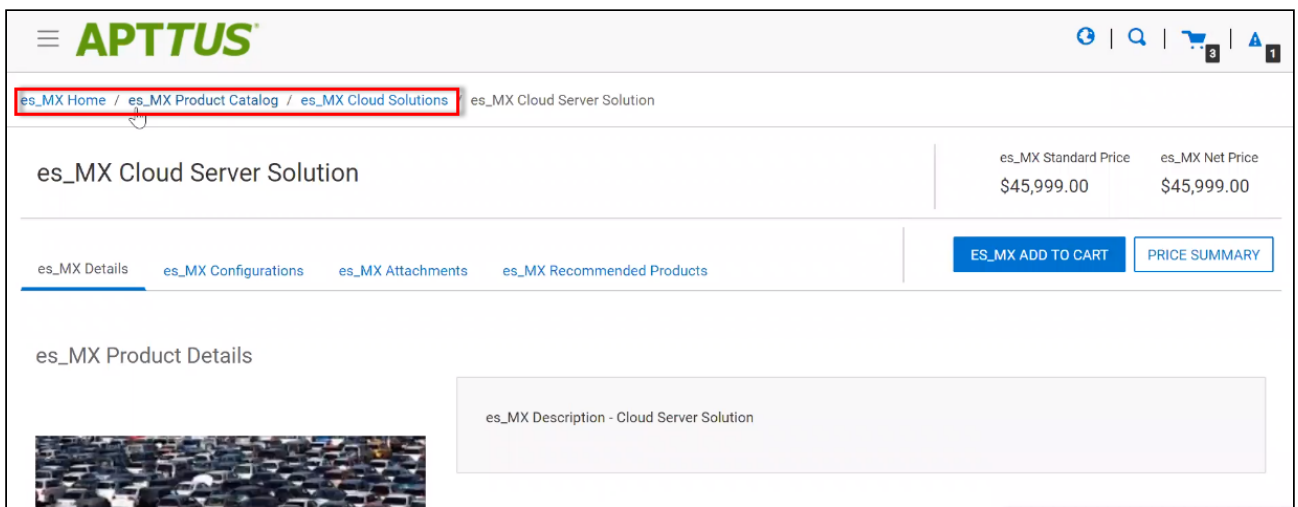 APTTUS
3
1
es_MX Home / es_MX Product Catalog / es_MX Cloud Solutions / es_MX Cloud Server Solution
es_MX Cloud Server Solution
es_MX Standard Price es_MX Net Price
$45,999.00 $45,999.00
es_MX Details es_MX Configurations es_MX Attachments es_MX Recommended Products
ES_MX ADD TO CART PRICE SUMMARY
es_MX Product Details
es_MX Description - Cloud Server Solution